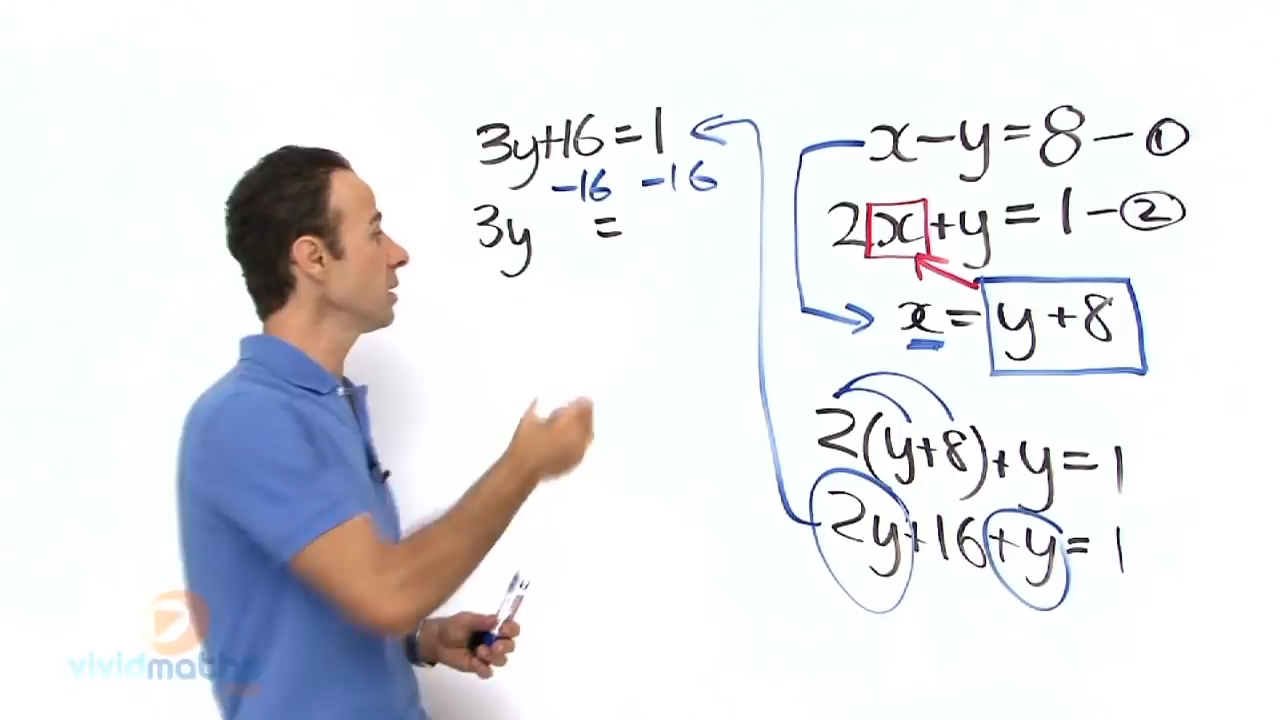 3y+16=1
-16 -16
3y =
x-y=8-①
2x+y=1-②
x=y+8
2(y+8)+y=1
2y+16+y=1
vividmaths